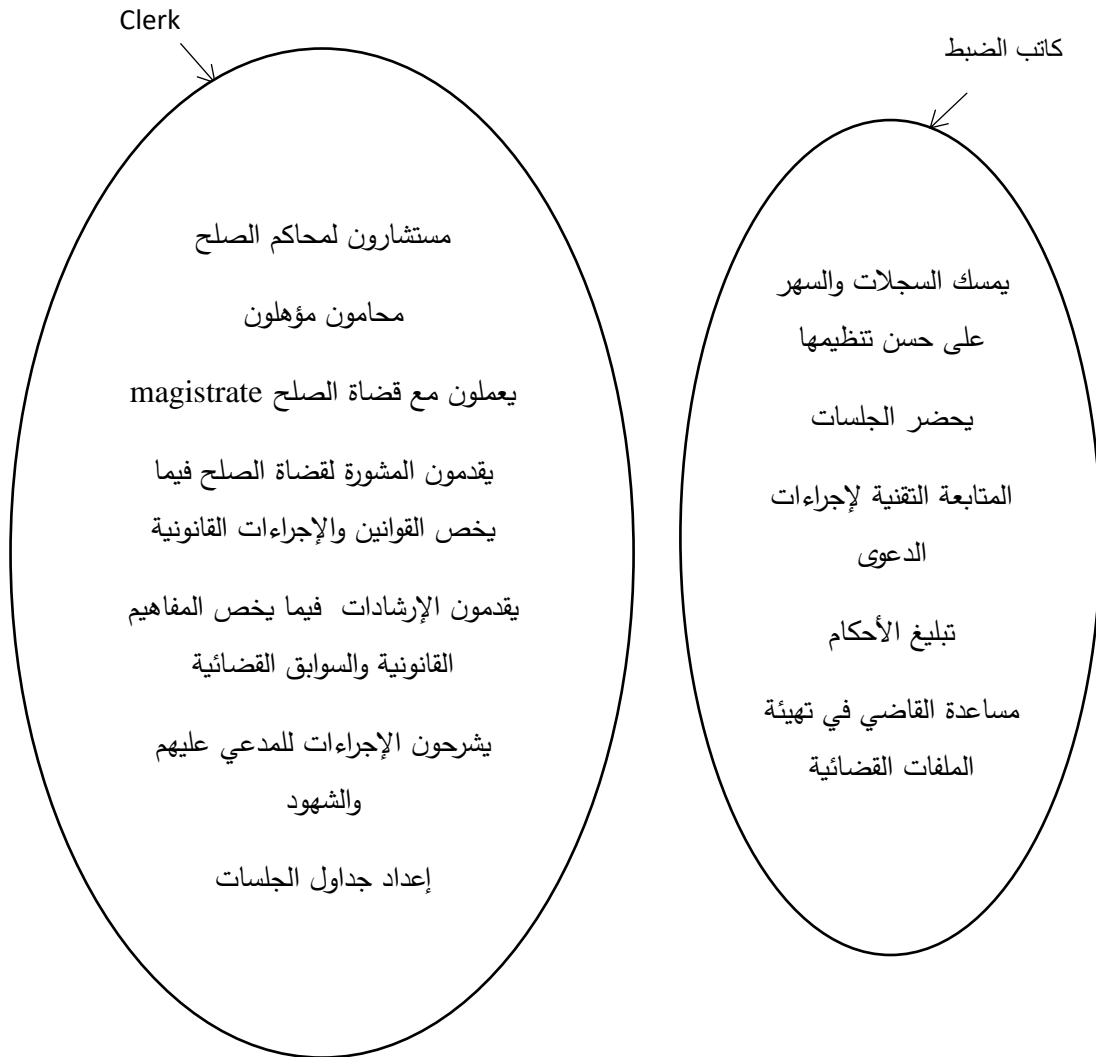 Clerk
مستشارون لمحاكم الصلح
محامون مؤهلون
يعملون مع قضاة الصلح magistrate
يقدمون المشورة لقضاة الصلح فيما
يخص القوانين والإجراءات القانونية
يقدمون الإرشادات فيما يخص المفاهيم
القانونية والسوابق القضائية
يشرحون الإجراءات للمدعي عليهم
والشهود
إعداد جداول الجلسات
كاتب الضبط
يمسك السجلات والسهر
على حسن تنظيمها
يحضر الجلسات
المتابعة التقنية لإجراءات
الدعوى
تبليغ الأحكام
مساعدة القاضي في تهيئة
الملفات القضائية